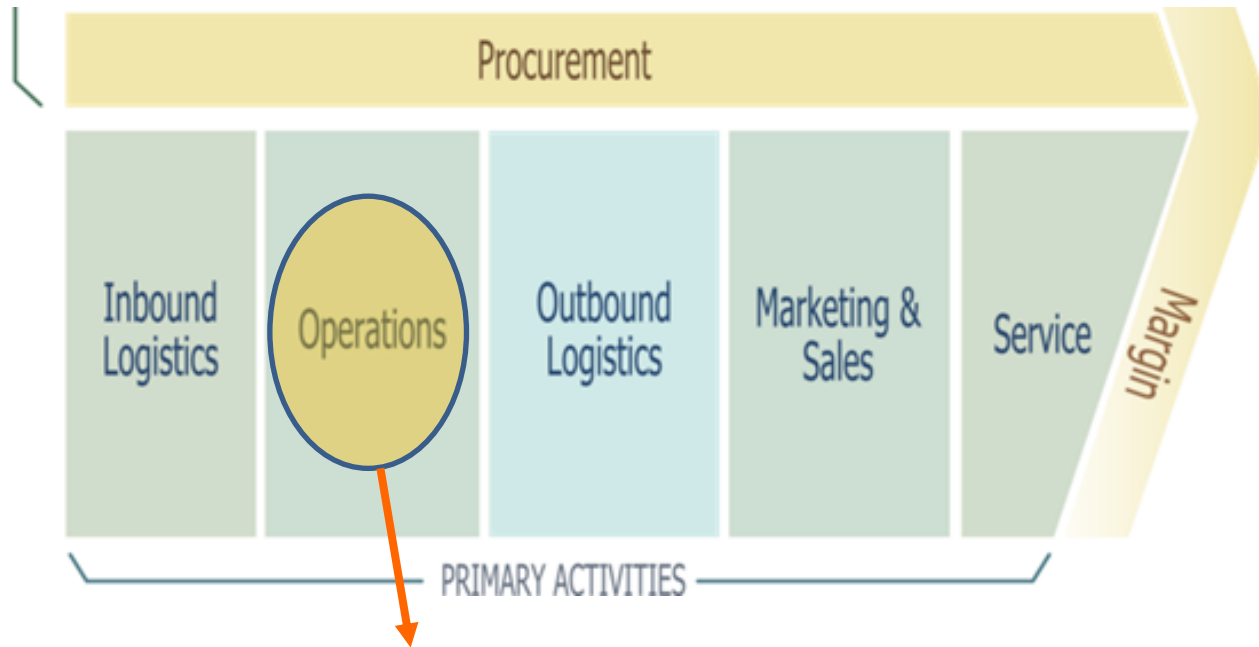 Procurement
Inbound
Logistics
Operations
Outbound
Logistics
Marketing &
Sales
Service
Margin
PRIMARY ACTIVITIES